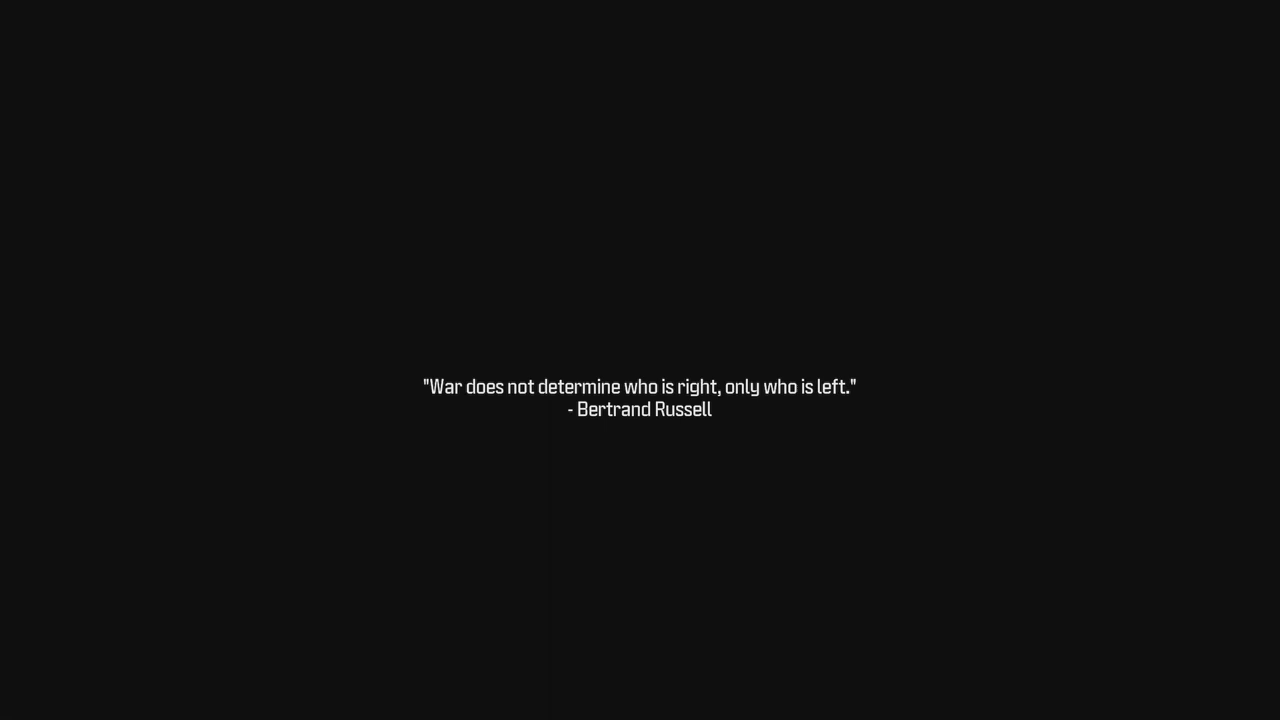 "War does not determine who is right, only who is left."
- Bertrand Russell